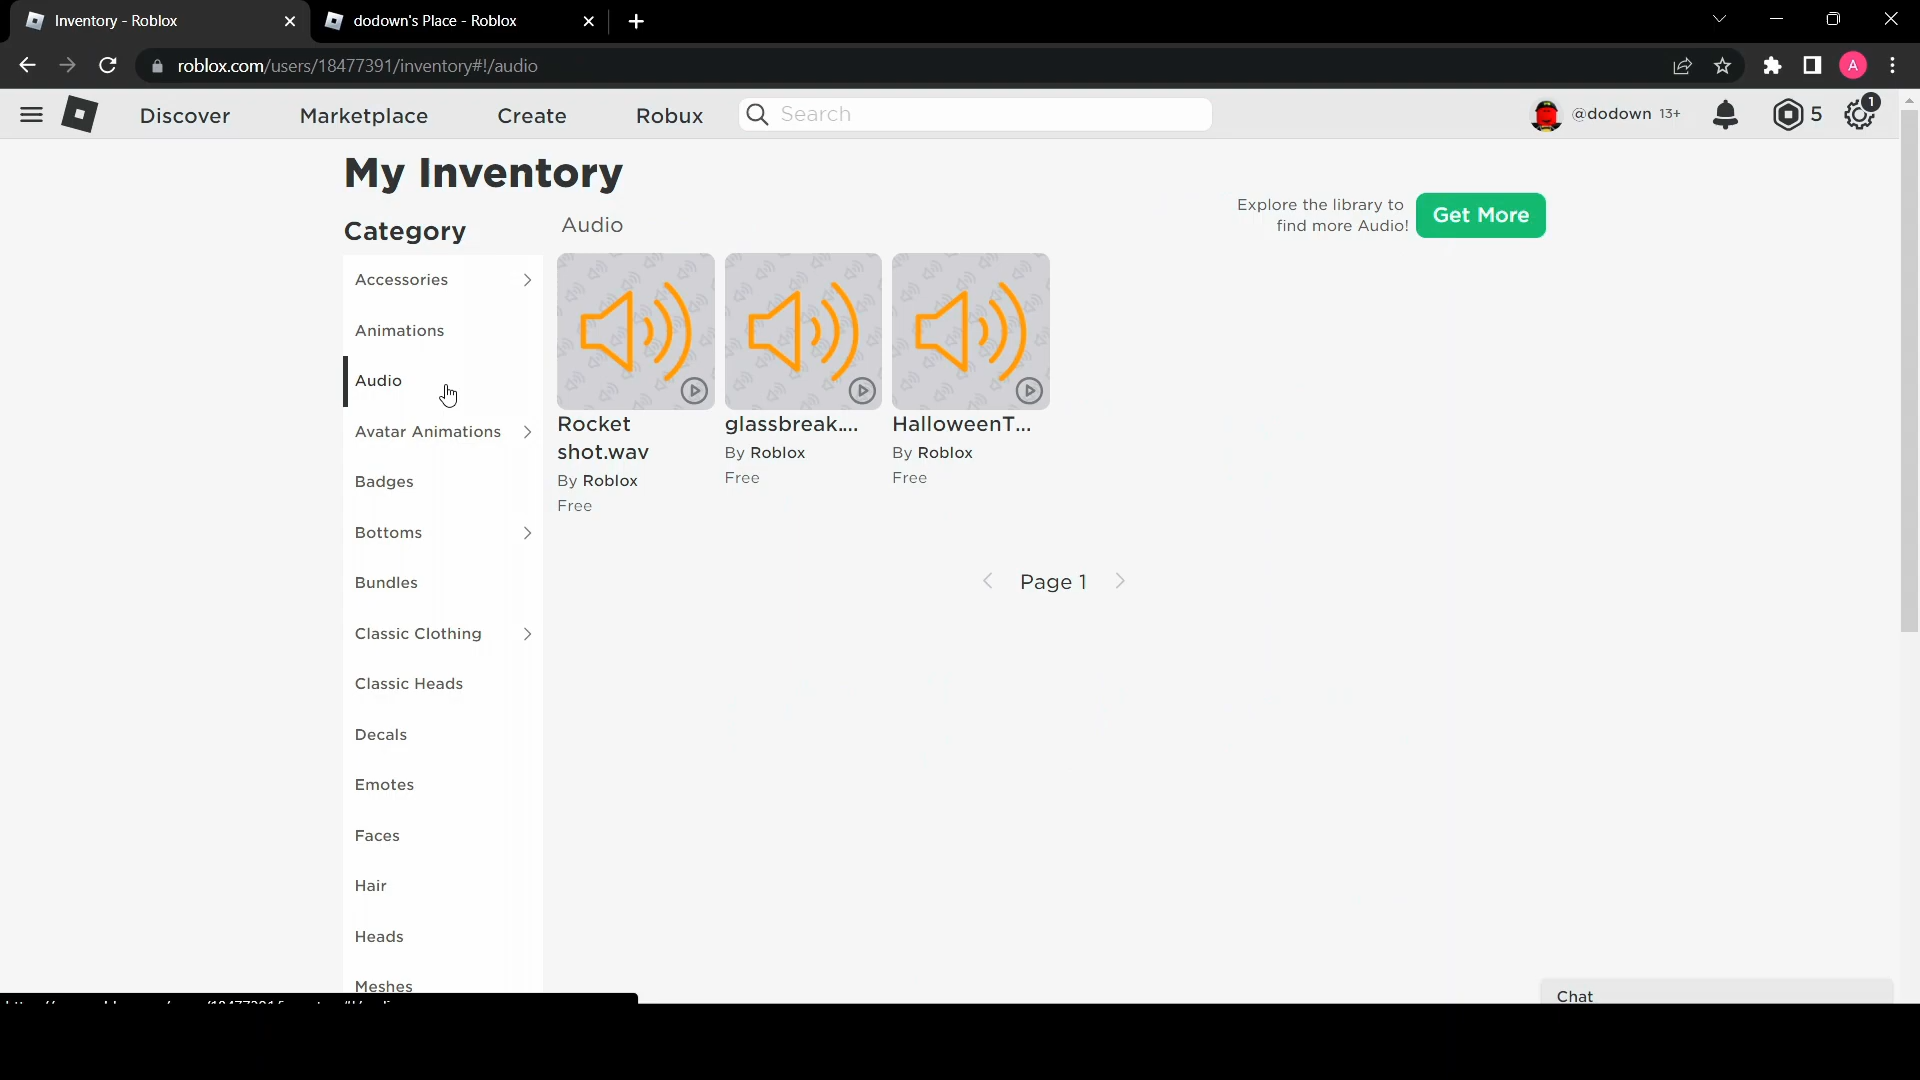 Inventory - Roblox
dodown's Place - Roblox
roblox.com/users/18477391/inventory#!/audio
A
Discover
Marketplace
Create
Robux
Search
@dodown 13+
5
1
My Inventory
Category
Audio
Explore the library to
find more Audio!
Get More
Accessories
Animations
Audio
Avatar Animations
Badges
Bottoms
Bundles
Classic Clothing
Classic Heads
Decals
Emotes
Faces
Hair
Heads
Meshes
Rocket
shot.wav
By Roblox
Free
glassbreak....
By Roblox
Free
HalloweenT...
By Roblox
Free
Page 1
Chat